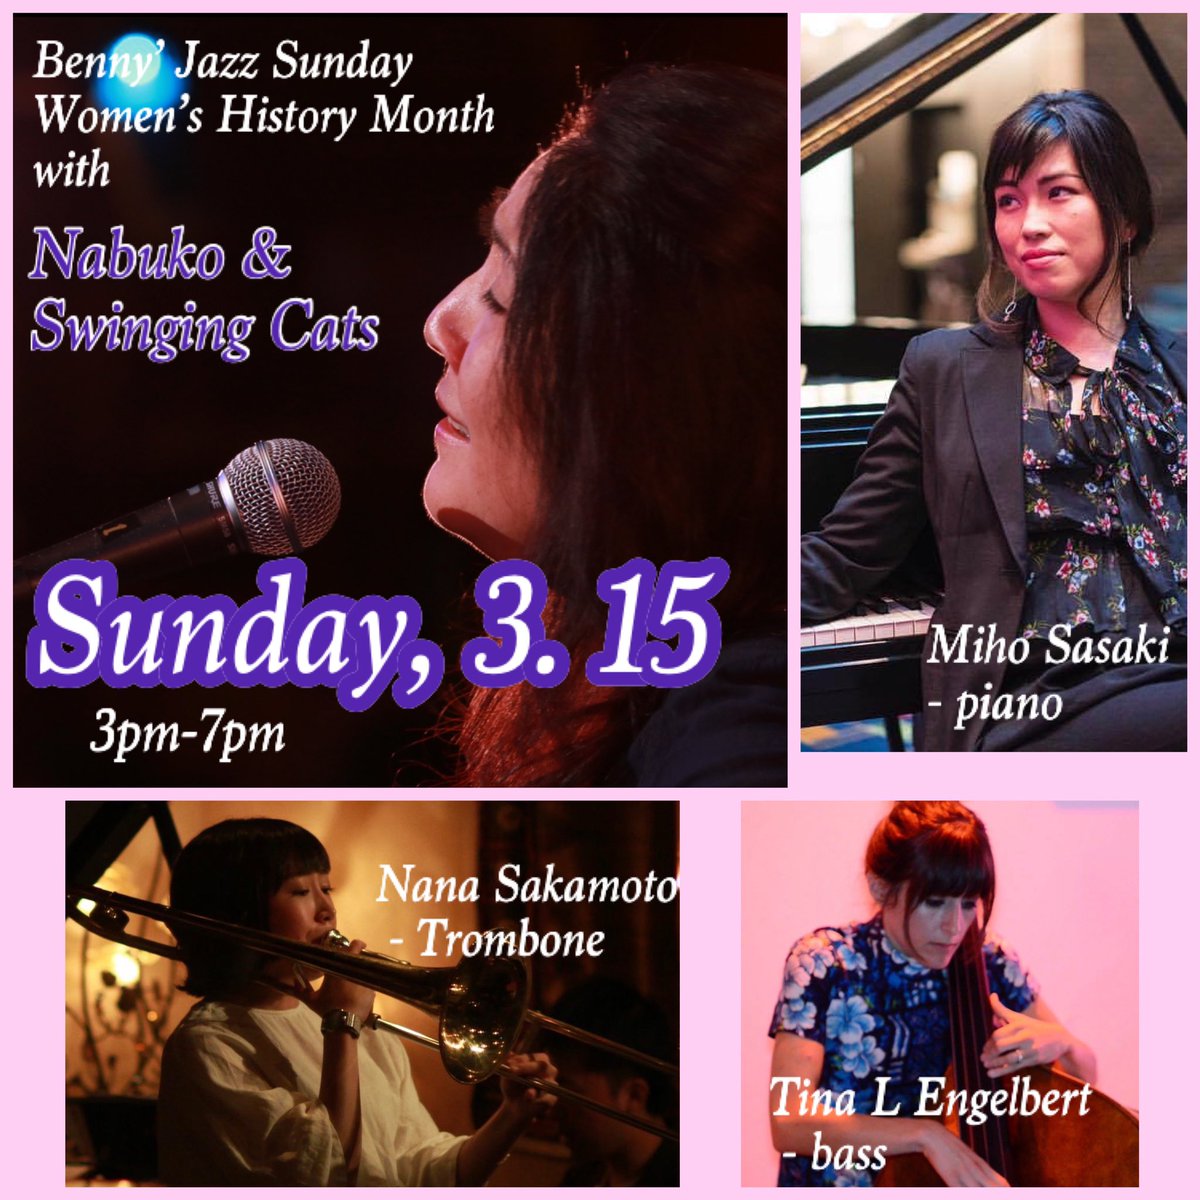 Benny' Jazz Sunday
Women's History Month
with
Nabuko &
Swinging Cats
SHURE
Sunday, 3. 15
3pm-7pm
Miho Sasaki
- piano
Nana Sakamoto
- Trombone
Tina L Engelbert
- bass